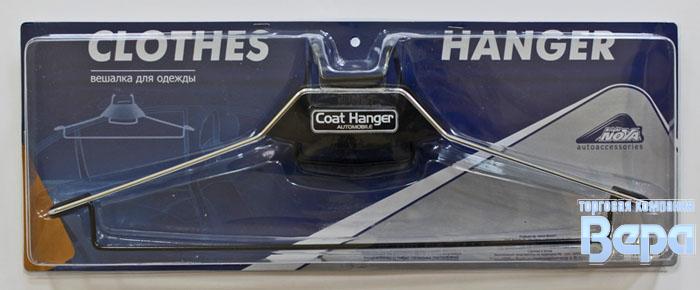 CLOTHES HANGER
вешалка для одежды
Coat Hanger
AUTOMOBILE
NOVA
autoaccessories
торговая компания
Вера